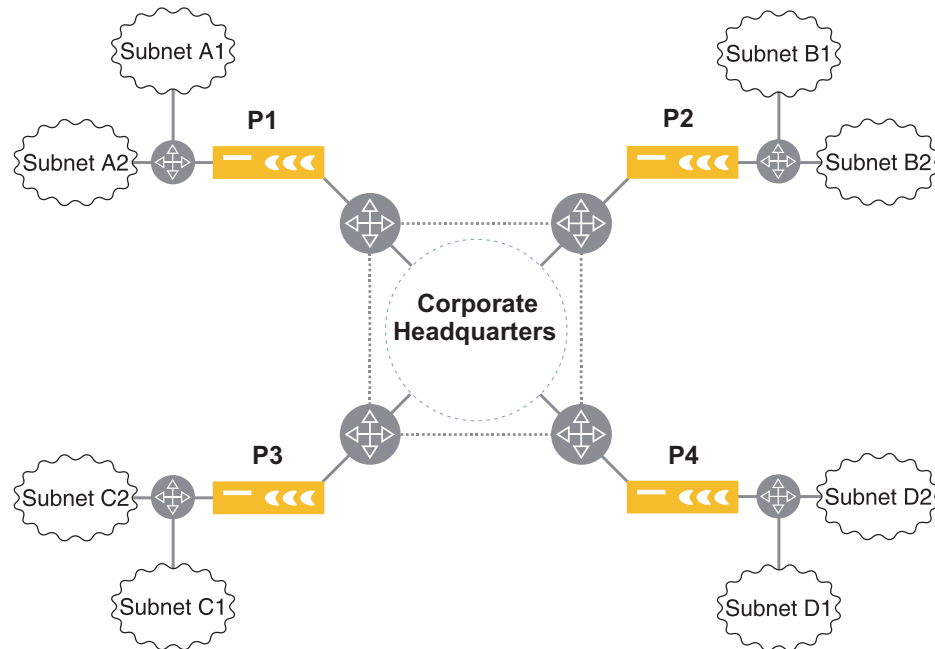 Subnet A1
Subnet B1
P1
P2
Subnet A2
Subnet B2
Corporate
Headquarters
P3
P4
Subnet C2
Subnet D2
Subnet C1
Subnet D1